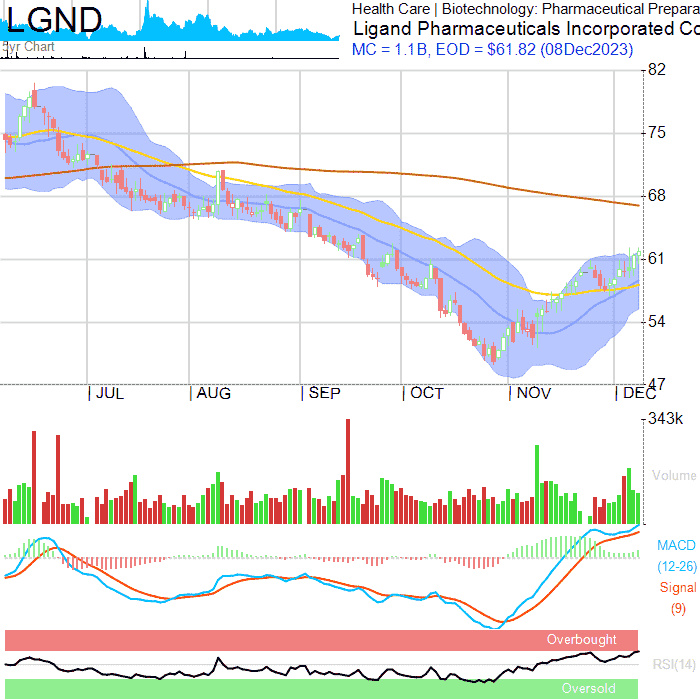 LGND
5yr Chart
Health Care | Biotechnology: Pharmaceutical Prepara
Ligand Pharmaceuticals Incorporated Co
MC = 1.1B, EOD = $61.82 (08Dec2023)
82
75
68
61
54
47
| JUL | AUG | SEP | OCT | NOV | DEC
343k
Volume
MACD
(12-26)
Signal
(9)
Overbought
RSI(14)
Oversold